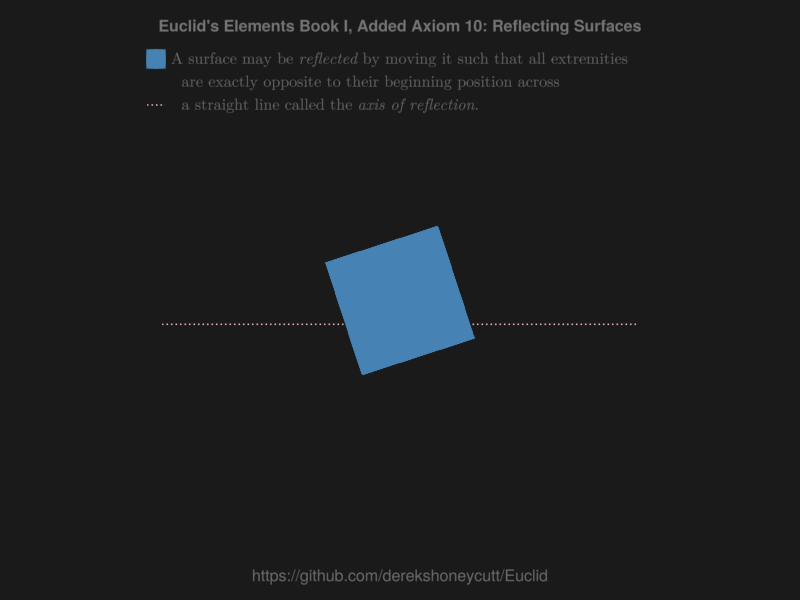 Euclid's Elements Book I, Added Axiom 10: Reflecting Surfaces
A surface may be reflected by moving it such that all extremities
are exactly opposite to their beginning position across
a straight line called the axis of reflection.
https://github.com/derekshoneycutt/Euclid